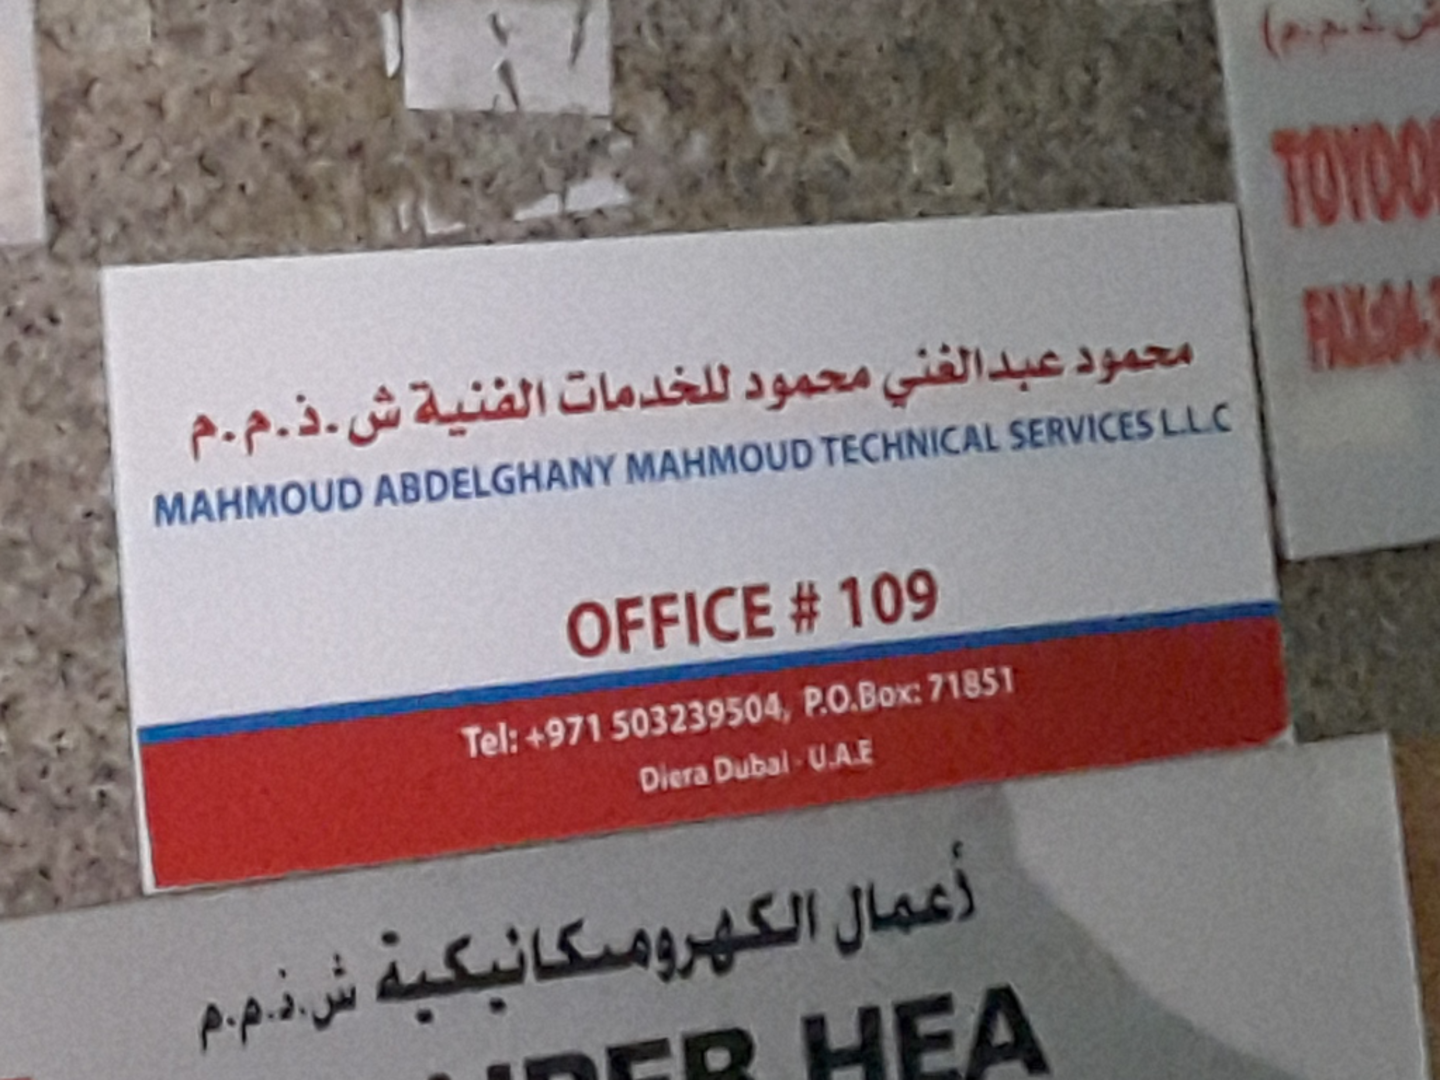 ش.ذ.م.م)
محمود عبدالغني محمود للخدمات الفنية ش.ذ.م.م
MAHMOUD ABDELGHANY MAHMOUD TECHNICAL SERVICES L.L.C
OFFICE # 109
Tel: +971 503239504, P.O.Box: 71851
Diera Dubai - U.A.E
أعمال الكهروميكانيكية ش.ذ.م.م
HEA